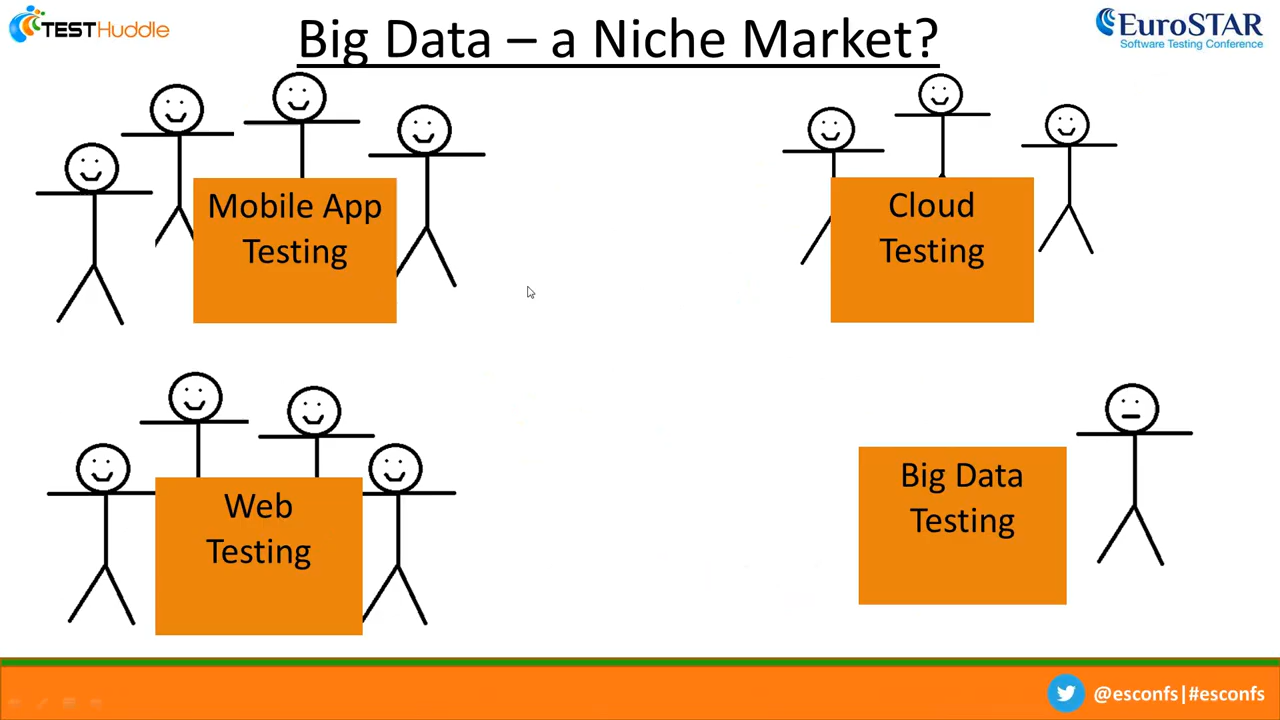 TESTHuddle
Big Data – a Niche Market?
EuroSTAR
Software Testing Conference
Mobile App
Testing
Cloud
Testing
Web
Testing
Big Data
Testing
@esconfs|#esconfs